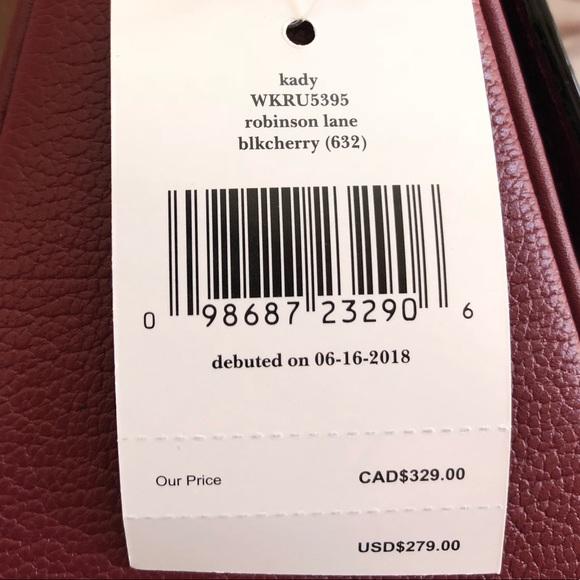 kady
WKRU5395
robinson lane
blkcherry (632)
0 98687 23290 6
debuted on 06-16-2018
Our Price CAD$329.00
USD$279.00